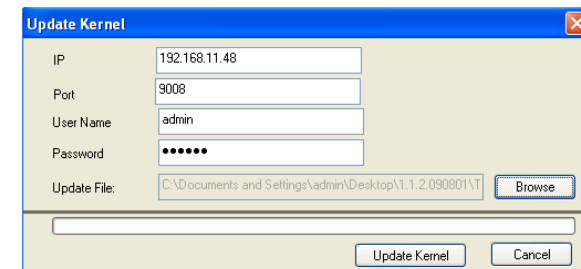 Update Kernel
IP 192.168.11.48
Port 9008
User Name admin
Password ●●●●●●
Update File: C:\Documents and Settings\admin\Desktop\1.1.2.090801\T Browse
Update Kernel Cancel